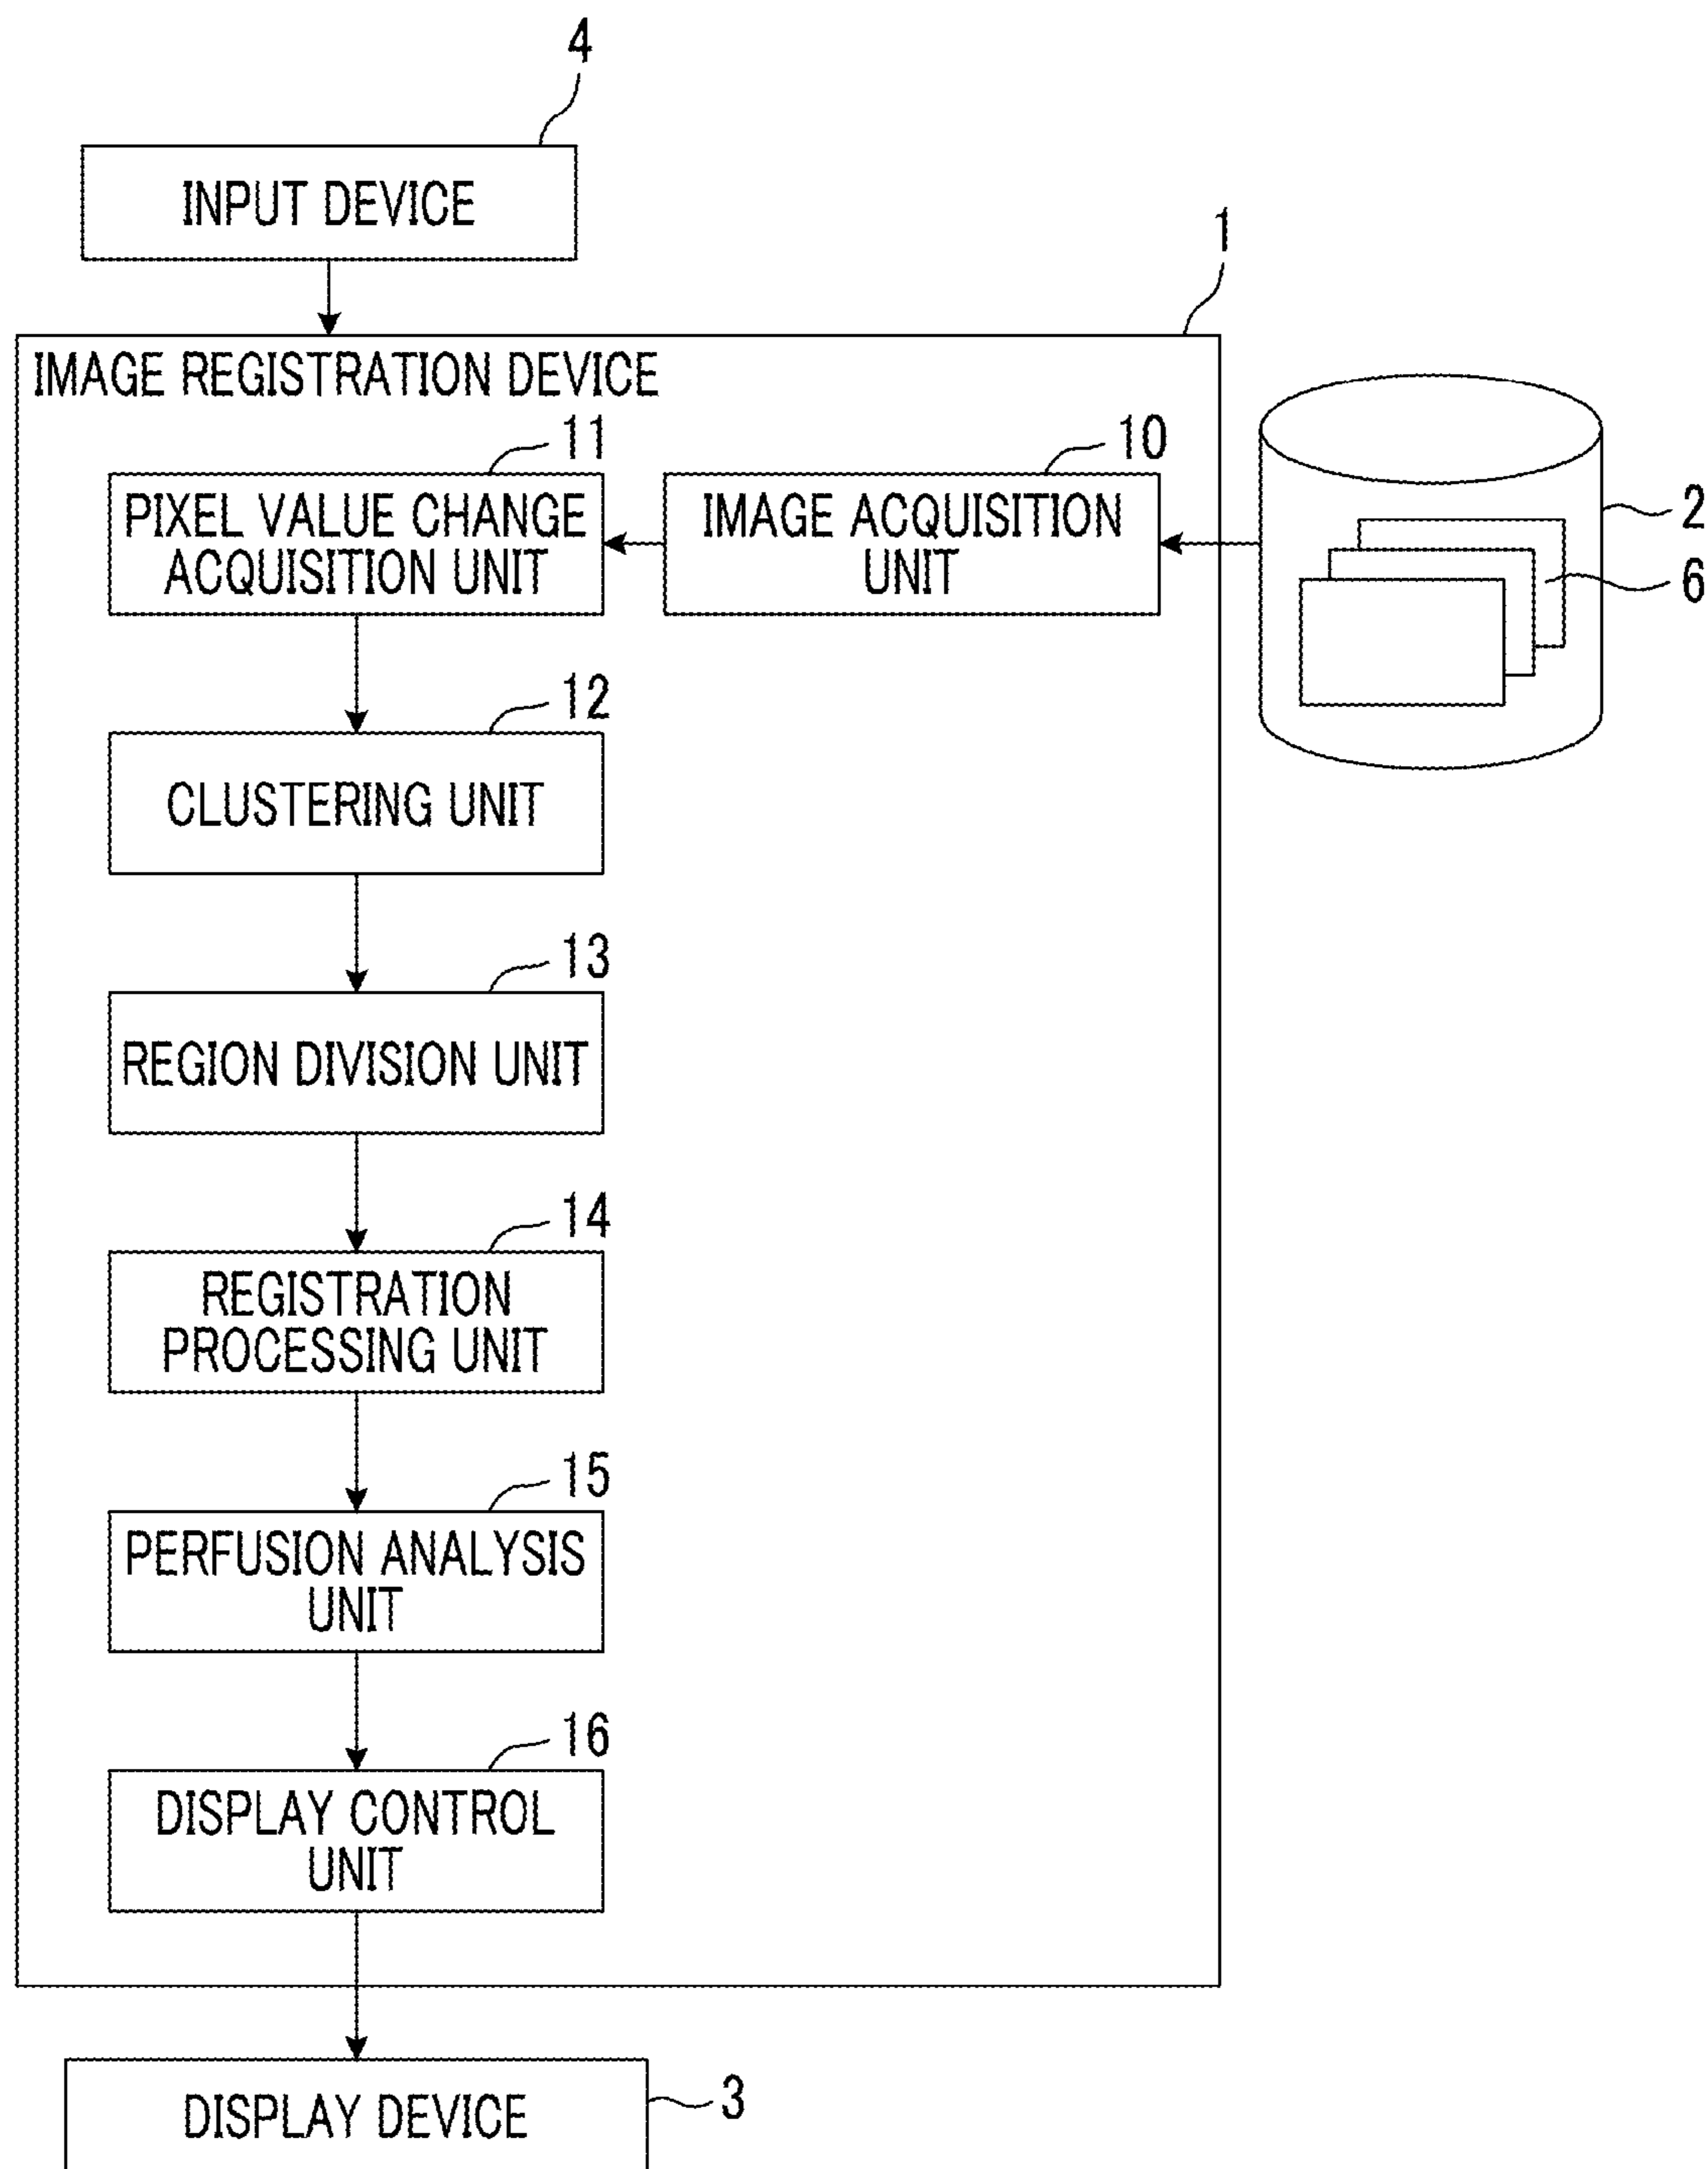 4
INPUT DEVICE
1
IMAGE REGISTRATION DEVICE
11
10
PIXEL VALUE CHANGE
ACQUISITION UNIT
IMAGE ACQUISITION
UNIT
2
6
12
CLUSTERING UNIT
13
REGION DIVISION UNIT
14
REGISTRATION
PROCESSING UNIT
15
PERFUSION ANALYSIS
UNIT
16
DISPLAY CONTROL
UNIT
DISPLAY DEVICE
3